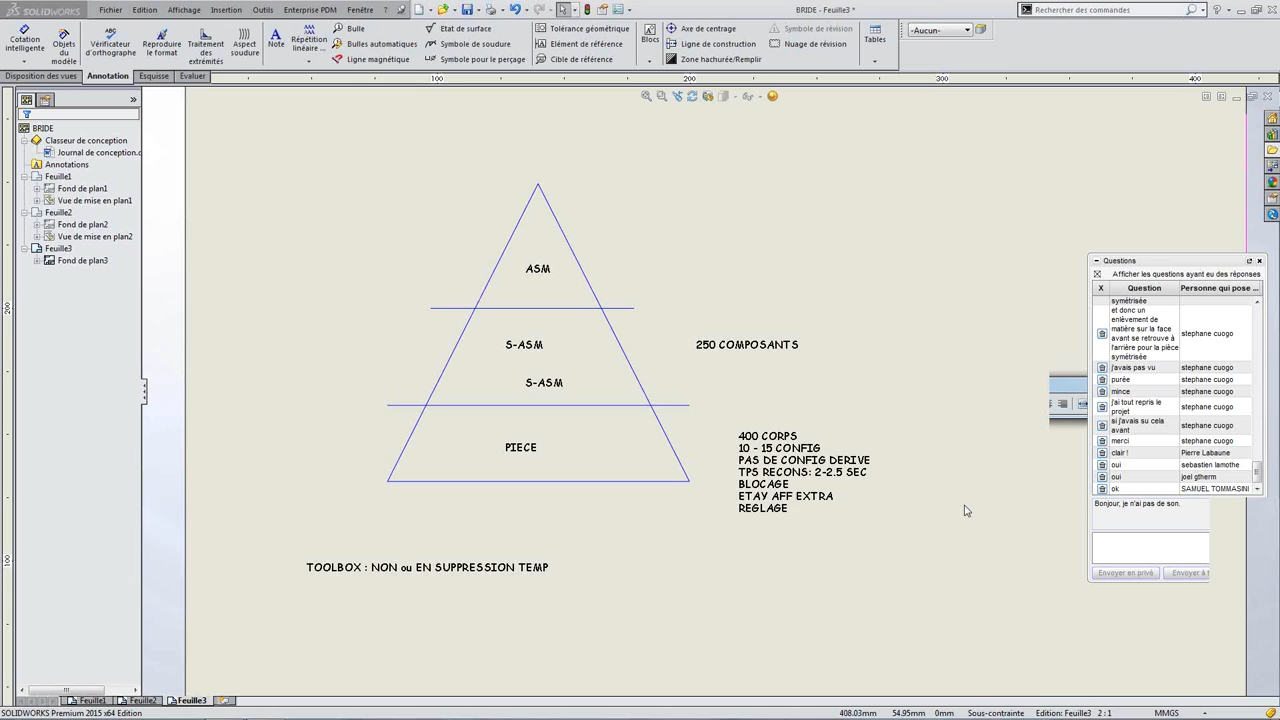 SOLIDWORKS
Fichier Edition Affichage Insertion Outils Enterprise PDM Fenêtre
BRIDE - Feuille3 *
Rechercher des commandes
Cotation intelligente
Objets du modèle
Vérificateur d'orthographe
Reproduire le format
Traitement des extrémités
Aspect soudure
Note
Répétition linéaire ...
Bulle
Bulles automatiques
Ligne magnétique
Etat de surface
Symbole de soudure
Symbole pour le perçage
Tolérance géométrique
Elément de référence
Cible de référence
Blocs
Axe de centrage
Ligne de construction
Zone hachurée/Remplir
Symbole de révision
Nuage de révision
Tables
-Aucun-
Disposition des vues Annotation Esquisse Evaluer
100 200 300 400
BRIDE
Classeur de conception
Journal de conception.c
Annotations
Feuille1
Fond de plan1
Vue de mise en plan1
Feuille2
Fond de plan2
Vue de mise en plan2
Feuille3
Fond de plan3
200
100
ASM
S-ASM
250 COMPOSANTS
S-ASM
PIECE
400 CORPS
10 - 15 CONFIG
PAS DE CONFIG DERIVE
TPS RECONS: 2-2.5 SEC
BLOCAGE
ETAY AFF EXTRA
REGLAGE
TOOLBOX : NON ou EN SUPPRESSION TEMP
Questions
Afficher les questions ayant eu des réponses
X Question Personne qui pose ...
symétrisée
et donc un
enlèvement de
matière sur la face
avant se retrouve à
l'arrière pour la pièce
symétrisée
stephane cuogo
j'avais pas vu stephane cuogo
purée stephane cuogo
mince stephane cuogo
j'ai tout repris le
projet
stephane cuogo
si j'avais su cela
avant
stephane cuogo
merci stephane cuogo
clair ! Pierre Labaune
oui sebastien lamothe
oui joel gtherm
ok SAMUEL TOMMASINI
Bonjour, je n'ai pas de son.
Envoyer en privé Envoyer à t
Feuille1 Feuille2 Feuille3
SOLIDWORKS Premium 2015 x64 Edition
408.03mm 54.95mm 0mm Sous-contrainte Edition: Feuille3 2 : 1 MMGS